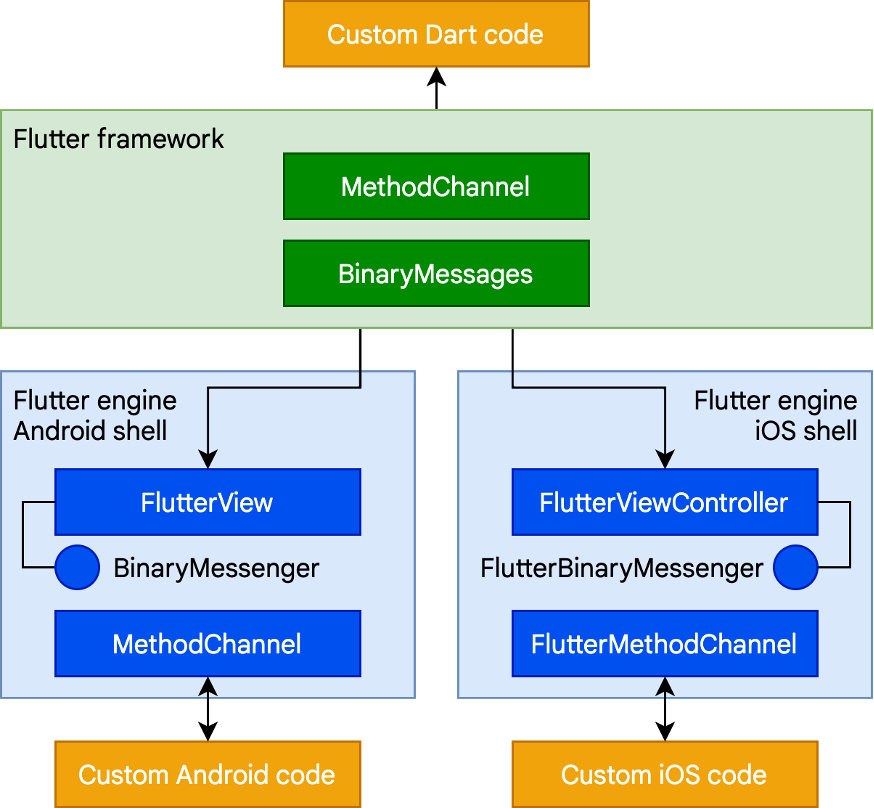 Custom Dart code
Flutter framework
MethodChannel
BinaryMessages
Flutter engine
Android shell
FlutterView
BinaryMessenger
MethodChannel
Custom Android code
Flutter engine
iOS shell
FlutterViewController
FlutterBinaryMessenger
FlutterMethodChannel
Custom iOS code